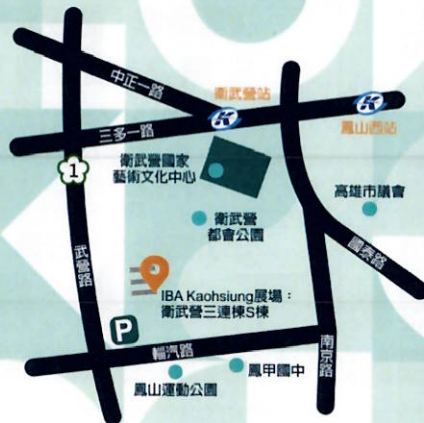 中正一路
衛武營站
三多一路
鳳山西站
1
衛武營國家
藝術文化中心
高雄市議會
衛武營
都會公園
國泰路
武營路
IBA Kaohsiung展場：
衛武營三連棟S棟
P
輜汽路
南京路
鳳甲國中
鳳山運動公園